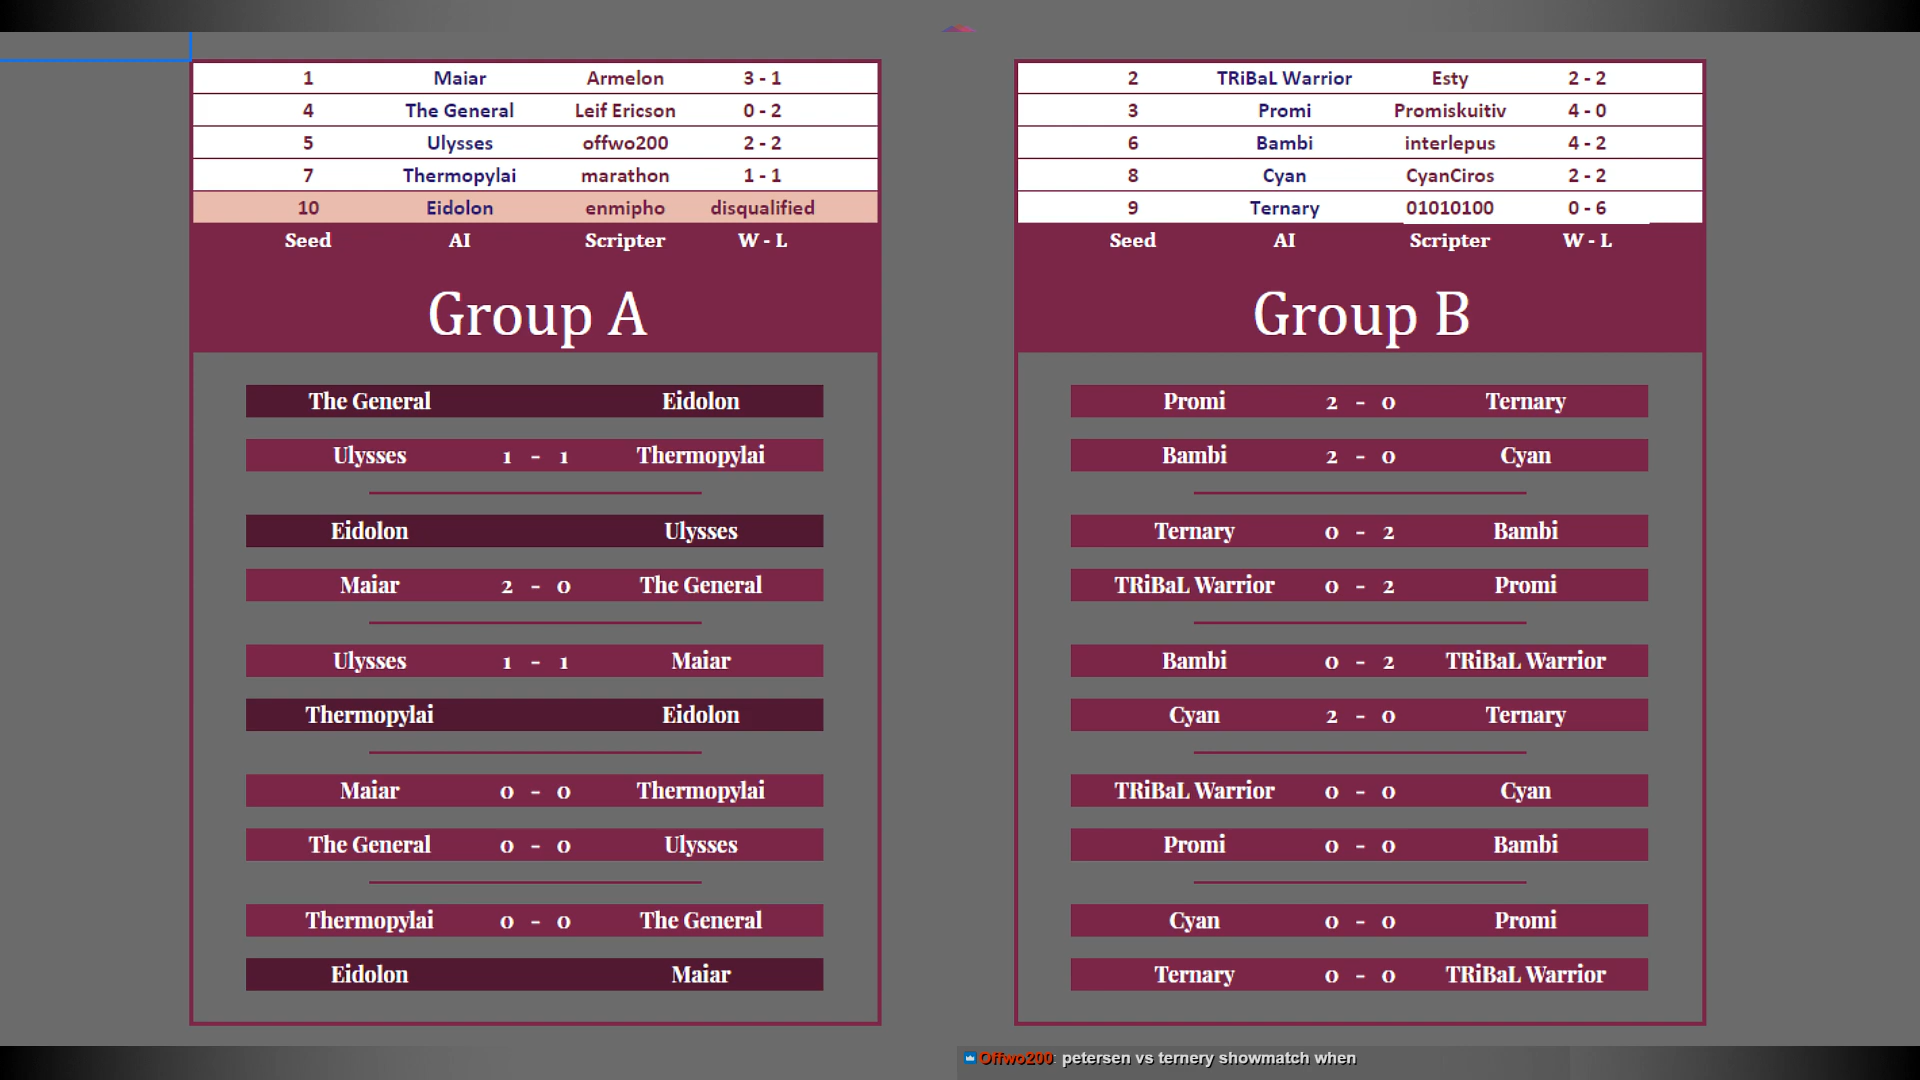 1 Maiar Armelon 3 - 1
4 The General Leif Ericson 0 - 2
5 Ulysses offwo200 2 - 2
7 Thermopylai marathon 1 - 1
10 Eidolon enmipho disqualified
Seed AI Scripter W - L
Group A
The General Eidolon
Ulysses 1 - 1 Thermopylai
Eidolon Ulysses
Maiar 2 - 0 The General
Ulysses 1 - 1 Maiar
Thermopylai Eidolon
Maiar 0 - 0 Thermopylai
The General 0 - 0 Ulysses
Thermopylai 0 - 0 The General
Eidolon Maiar
2 TRiBaL Warrior Esty 2 - 2
3 Promi Promiskuitiv 4 - 0
6 Bambi interlepus 4 - 2
8 Cyan CyanCiros 2 - 2
9 Ternary 01010100 0 - 6
Seed AI Scripter W - L
Group B
Promi 2 - 0 Ternary
Bambi 2 - 0 Cyan
Ternary 0 - 2 Bambi
TRiBaL Warrior 0 - 2 Promi
Bambi 0 - 2 TRiBaL Warrior
Cyan 2 - 0 Ternary
TRiBaL Warrior 0 - 0 Cyan
Promi 0 - 0 Bambi
Cyan 0 - 0 Promi
Ternary 0 - 0 TRiBaL Warrior
Offwo200: petersen vs ternery showmatch when